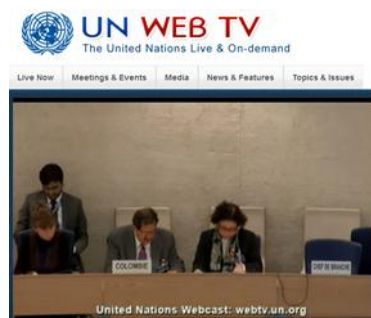 UN WEB TV
The United Nations Live & On-demand
Live Now Meetings & Events Media News & Features Topics & Issues
COLOMBIE
CHEF DE BRANCHE
United Nations Webcast: webtv.un.org